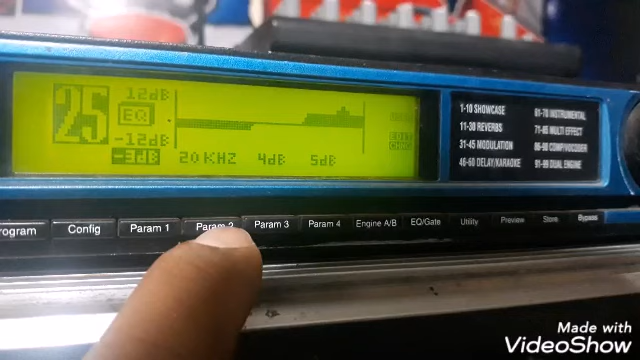 12dB
25
EQ
-12dB
-3dB 20KHZ 4dB 5dB
1-10 SHOWCASE
11-30 REVERBS
31-45 MODULATION
46-60 DELAY/KARAOKE
61-70 INSTRUMENTAL
71-85 MULTI EFFECT
86-90 COMP/VOCODER
91-99 DUAL ENGINE
rogram Config Param 1 Param 2 Param 3 Param 4 Engine A/B EQ/Gate Utility Preview Store Bypass
Made with
VideoShow